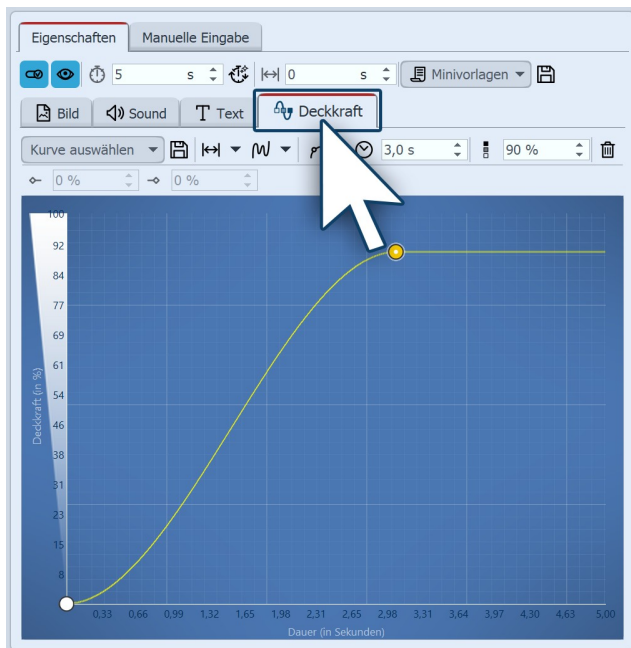 Eigenschaften Manuelle Eingabe
5 s 0 s Minivorlagen
Bild Sound Text Deckkraft
Kurve auswählen 3,0 s 90 %
0 % 0 %
100
92
84
77
69
61
54
46
38
31
23
15
8
Deckkraft (in %)
0,33 0,66 0,99 1,32 1,65 1,98 2,31 2,65 2,98 3,31 3,64 3,97 4,30 4,63 5,00
Dauer (in Sekunden)